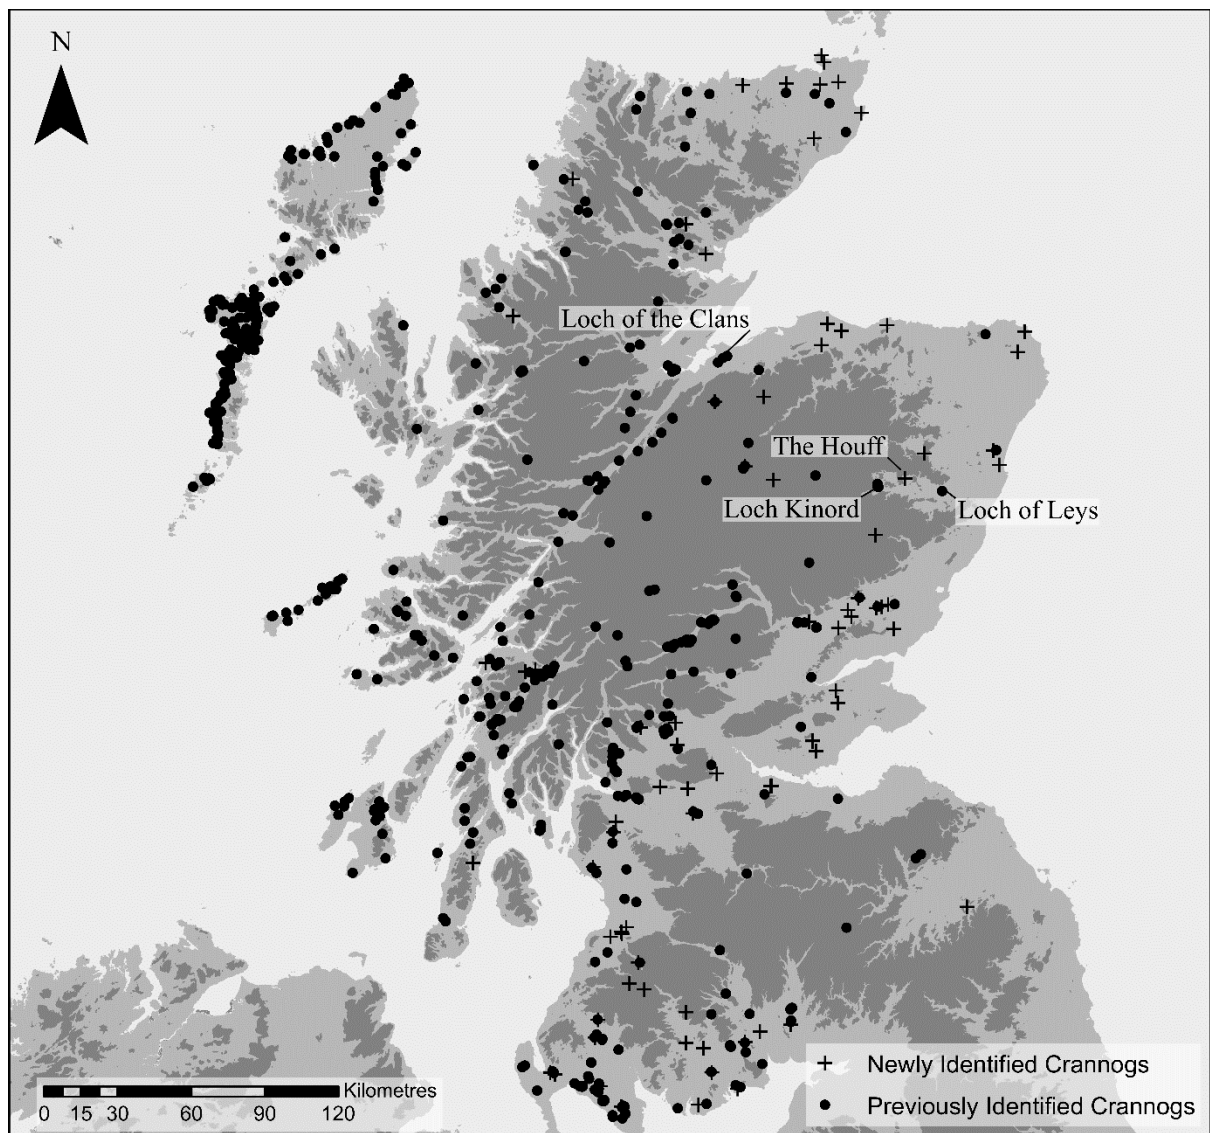 N
Loch of the Clans
The Houff
Loch Kinord
Loch of Leys
Newly Identified Crannogs
Previously Identified Crannogs
Kilometres
0 15 30 60 90 120